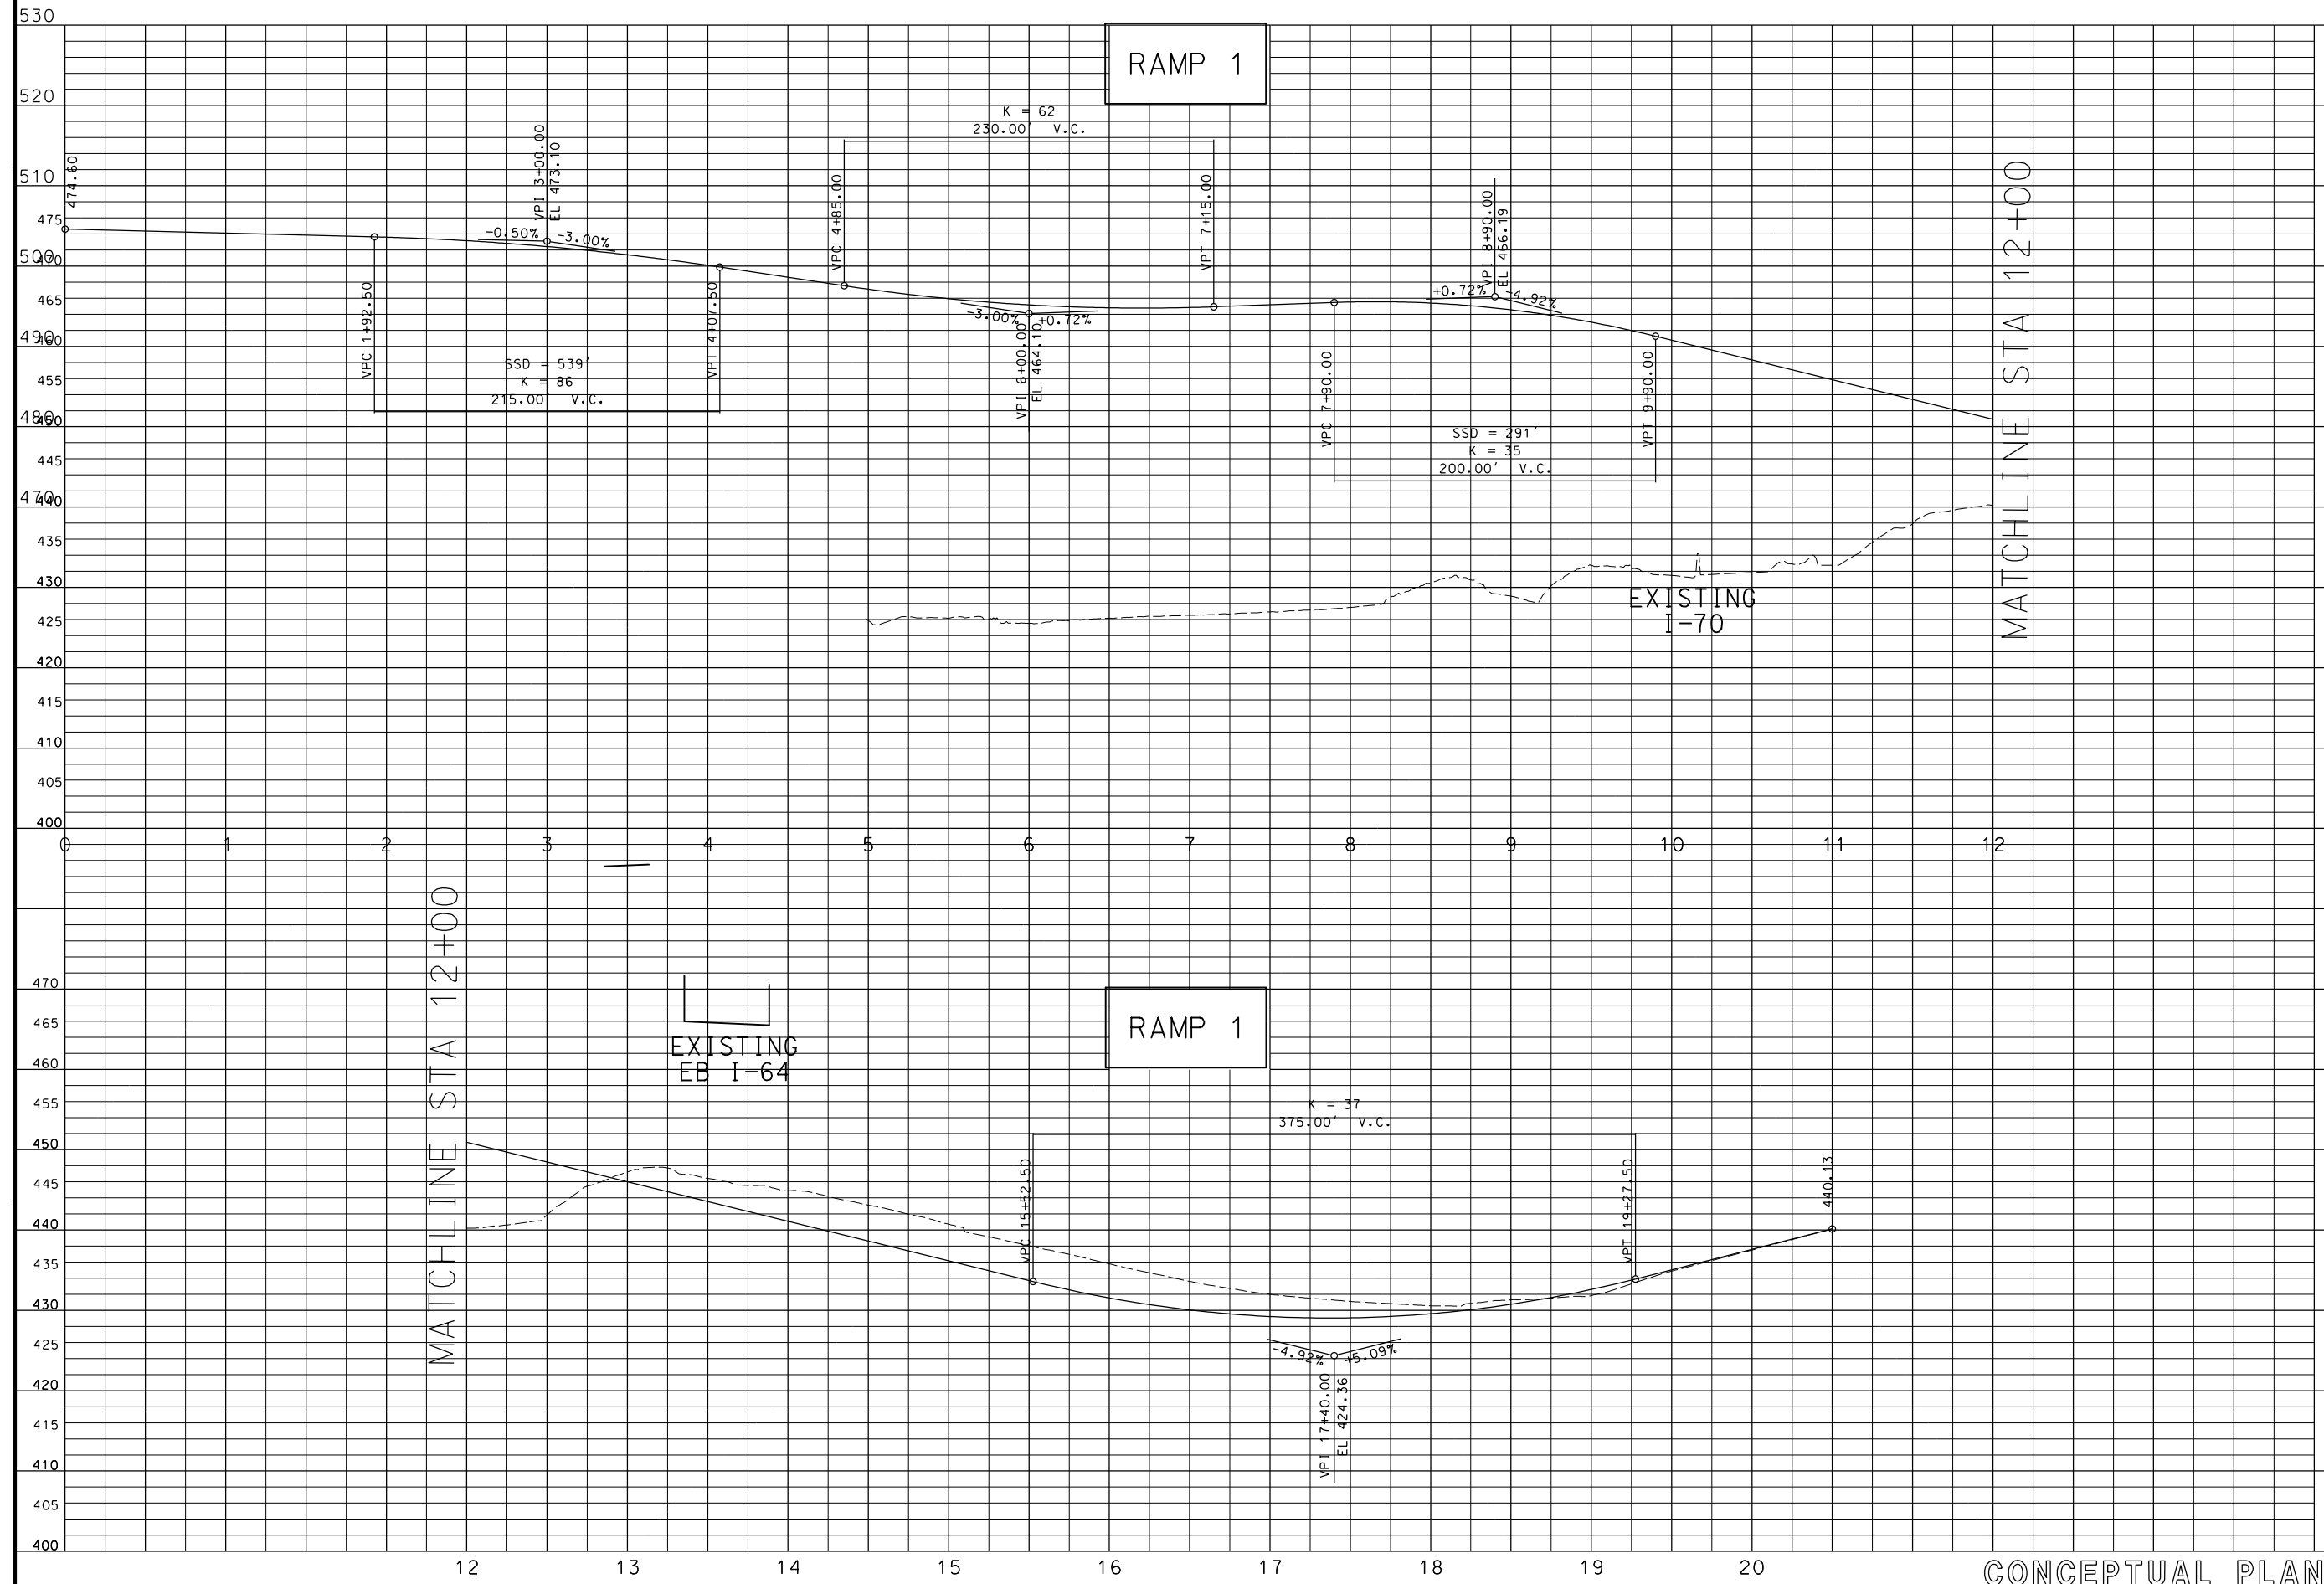 530
520
510
500
490
480
470
475
470
465
460
455
450
445
440
435
430
425
420
415
410
405
400
RAMP 1
474.60
VPC 1+92.50
VPI 3+00.00
EL 473.10
-0.50%
-3.00%
SSD = 539'
K = 86
215.00' V.C.
VPT 4+07.50
K = 62
230.00' V.C.
VPC 4+85.00
VPT 7+15.00
-3.00%
+0.72%
VPI 6+00.00
EL 464.10
VPC 7+90.00
VPI 8+90.00
EL 466.19
+0.72%
-4.92%
SSD = 291'
K = 35
200.00' V.C.
VPT 9+90.00
EXISTING
I-70
MATCHLINE STA 12+00
0 1 2 3 4 5 6 7 8 9 10 11 12
MATCHLINE STA 12+00
470
465
460
455
450
445
440
435
430
425
420
415
410
405
400
EXISTING
EB I-64
RAMP 1
K = 37
375.00' V.C.
VPC 15+52.50
VPT 19+27.50
440.13
-4.92%
+5.09%
VPI 17+40.00
EL 424.36
12 13 14 15 16 17 18 19 20
CONCEPTUAL PLAN